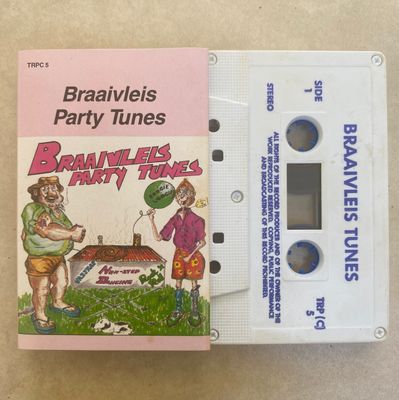 TRPC 5
Braaivleis
Party Tunes
BRAAIVLEIS
PARTY TUNES
NON-STOP
DANCING
SIDE
1
STEREO
BRAAIVLEIS TUNES
ALL RIGHTS OF THE RECORD PRODUCES AND OF THE OWNER OF THE
WORK REPRODUCED RESERVED. COPYING, PUBLIC PERFORMANCE
AND BROADCASTING OF THIS RECORD PROHIBITED.
TRP (C)
5